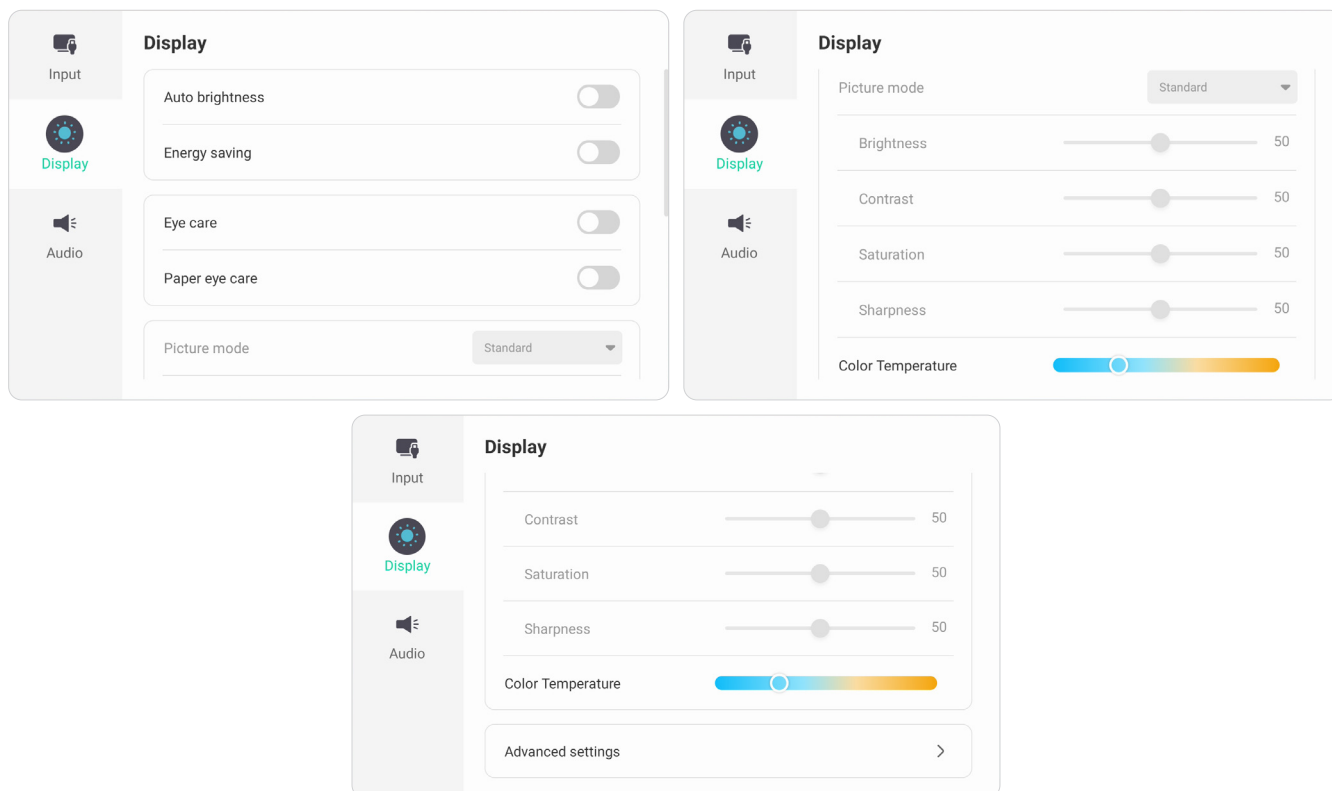 Display
Input
Auto brightness
Energy saving
Display
Eye care
Audio
Paper eye care
Picture mode Standard
Display
Input
Picture mode Standard
Brightness 50
Display
Contrast 50
Audio
Saturation 50
Sharpness 50
Color Temperature
Display
Input
Contrast 50
Display
Saturation 50
Sharpness 50
Audio
Color Temperature
Advanced settings